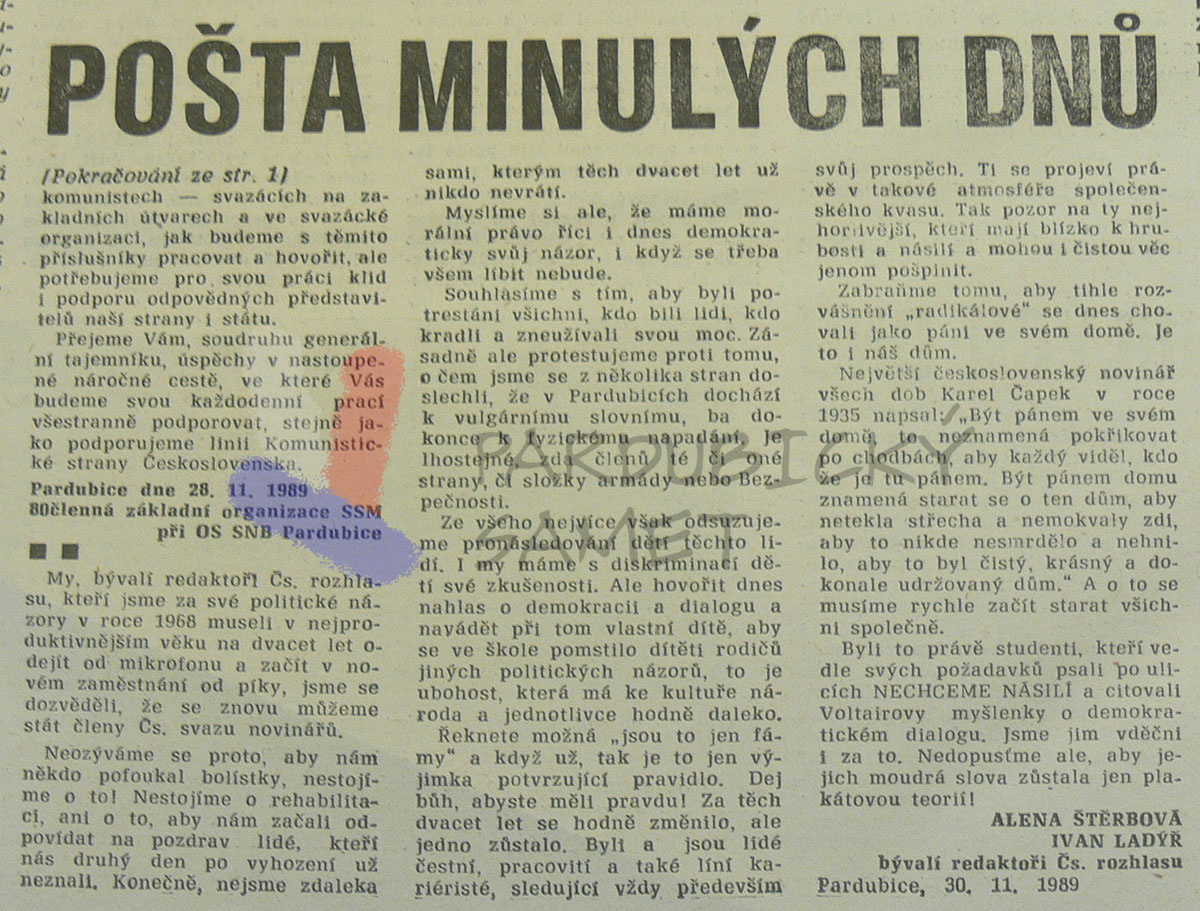 POŠTA MINULÝCH DNŮ
(Pokračování ze str. 1)
komunistech — svazácích na zá-
kladních útvarech a ve svazácké
organizaci, jak budeme s těmito
příslušníky pracovat a hovořit, ale
potřebujeme pro svou práci klid
i podporu odpovědných představi-
telů naší strany i státu.
Přejeme Vám, soudruhu generál-
ní tajemníku, úspěchy v nastoupe-
né náročné cestě, ve které Vás
budeme svou každodenní prací
všestranně podporovat, stejně ja-
ko podporujeme linii Komunistic-
ké strany Československa.
Pardubice dne 28. 11. 1989
80členná základní organizace SSM
při OS SNB Pardubice
My, bývalí redaktoři Čs. rozhla-
su, kteří jsme za své politické ná-
zory v roce 1968 museli v nejpro-
duktivnějším věku na dvacet let o-
dejít od mikrofonu a začít v no-
vém zaměstnání od píky, jsme se
dozvěděli, že se znovu můžeme
stát členy Čs. svazu novinářů.
Neozýváme se proto, aby nám
někdo pofoukal bolístky, nestojí-
me o to! Nestojíme o rehabilita-
ci, ani o to, aby nám začali od-
povídat na pozdrav lidé, kteří
nás druhý den po vyhození už
neznali. Konečně, nejsme zdaleka
sami, kterým těch dvacet let už
nikdo nevrátí.
Myslíme si ale, že máme mo-
rální právo říci i dnes demokra-
ticky svůj názor, i když se třeba
všem líbit nebude.
Souhlasíme s tím, aby byli po-
trestáni všichni, kdo bili lidi, kdo
kradli a zneužívali svou moc. Zá-
sadně ale protestujeme proti tomu,
o čem jsme se z několika stran do-
slechli, že v Pardubicích dochází
k vulgárnímu slovnímu, ba do-
konce k fyzickému napadání. Je
lhostejné, zda členů té či oné
strany, či složky armády nebo Bez-
pečnosti.
Ze všeho nejvíce však odsuzuje-
me pronásledování dětí těchto li-
dí. I my máme s diskriminací dě-
tí své zkušenosti. Ale hovořit dnes
nahlas o demokracii a dialogu a
navádět při tom vlastní dítě, aby
se ve škole pomstilo dítěti rodičů
jiných politických názorů, to je
ubohost, která má ke kultuře ná-
roda a jednotlivce hodně daleko.
Řeknete možná „jsou to jen fá-
my“ a když už, tak je to jen vý-
jimka potvrzující pravidlo. Dej
bůh, abyste měli pravdu! Za těch
dvacet let se hodně změnilo, ale
jedno zůstalo. Byli a jsou lidé
čestní, pracovití a také líní ka-
riéristé, sledující vždy především
svůj prospěch. Ti se projeví prá-
vě v takové atmosféře společen-
ského kvasu. Tak pozor na ty nej-
horlivější, kteří mají blízko k hru-
bosti a násilí a mohou i čistou věc
jenom pošpinit.
Zabraňme tomu, aby tihle roz-
vášnění „radikálové“ se dnes cho-
vali jako páni ve svém domě. Je
to i náš dům.
Největší československý novinář
všech dob Karel Čapek v roce
1935 napsal: „Být pánem ve svém
domě, to neznamená pokřikovat
po chodbách, aby každý viděl, kdo
že je tu pánem. Být pánem domu
znamená starat se o ten dům, aby
netekla střecha a nemokvaly zdi,
aby to nikde nesmrdělo a nehni-
lo, aby to byl čistý, krásný a do-
konale udržovaný dům.“ A o to se
musíme rychle začít starat všich-
ni společně.
Byli to právě studenti, kteří ve-
dle svých požadavků psali po uli-
cích NECHCEME NÁSILÍ a citovali
Voltairovy myšlenky o demokra-
tickém dialogu. Jsme jim vděčni
i za to. Nedopusťme ale, aby je-
jich moudrá slova zůstala jen pla-
kátovou teorií!
ALENA ŠTĚRBOVÁ
IVAN LADÝŘ
bývalí redaktoři Čs. rozhlasu
Pardubice, 30. 11. 1989
PARDUBICKÝ
SAMET